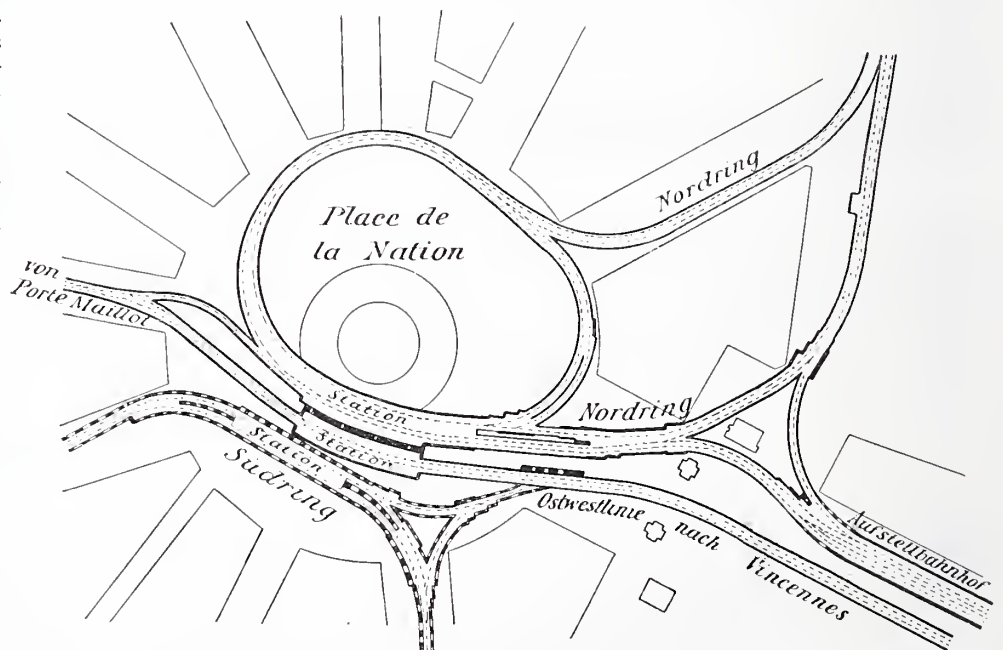 Place de
la Nation
Nordring
von
Porte Maillot
Station
Nordring
Station
Station
Südring
Ostwestlinie nach Vincennes
Aufstellbahnhof